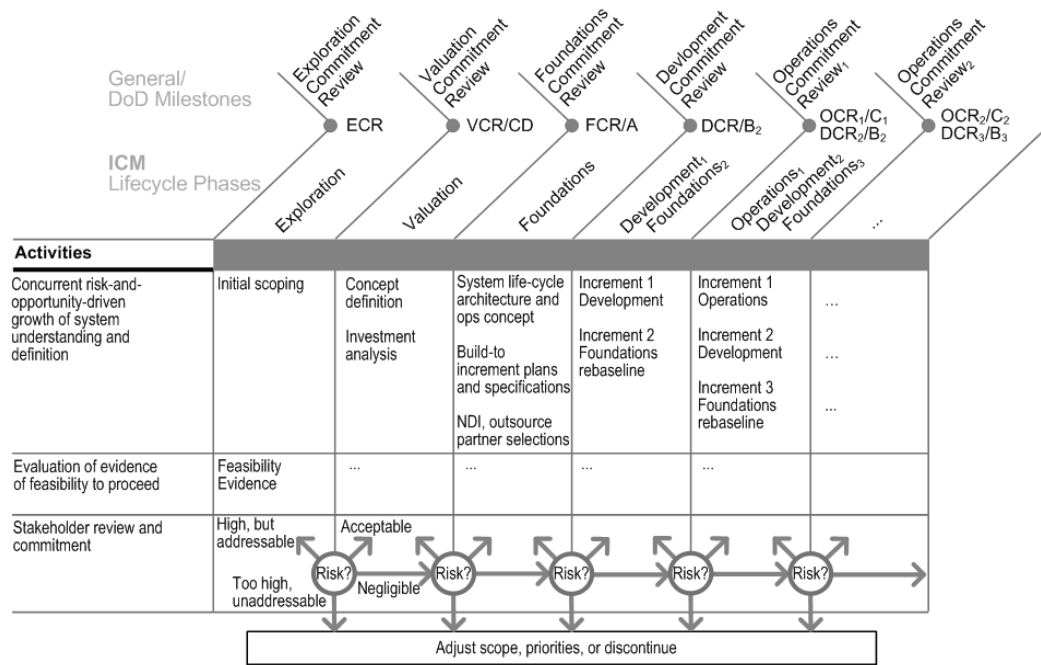 General/
DoD Milestones
Exploration
Commitment
Review
Valuation
Commitment
Review
Foundations
Commitment
Review
Devlopment
Commitment
Review
Operations
Commitment
Review₁
Operations
Commitment
Review₂
ECR
VCR/CD
FCR/A
DCR/B₂
OCR₁/C₁
DCR₂/B₂
OCR₂/C₂
DCR₃/B₃
ICM
Lifecycle Phases
Exploration
Valuation
Foundations
Development₁
Foundations₂
Operations₁
Development₂
Foundations₃
...
Activities
Concurrent risk-and-
opportunity-driven
growth of system
understanding and
definition
Initial scoping
Concept
definition
Investment
analysis
System life-cycle
architecture and
ops concept
Build-to
increment plans
and specifications
NDI, outsource
partner selections
Increment 1
Development
Increment 2
Foundations
rebaseline
Increment 1
Operations
Increment 2
Development
Increment 3
Foundations
rebaseline
...
...
...
Evaluation of evidence
of feasibility to proceed
Feasibility
Evidence
...
...
...
...
Stakeholder review and
commitment
High, but
addressable
Acceptable
Too high,
unaddressable
Negligible
Risk?
Risk?
Risk?
Risk?
Risk?
Adjust scope, priorities, or discontinue